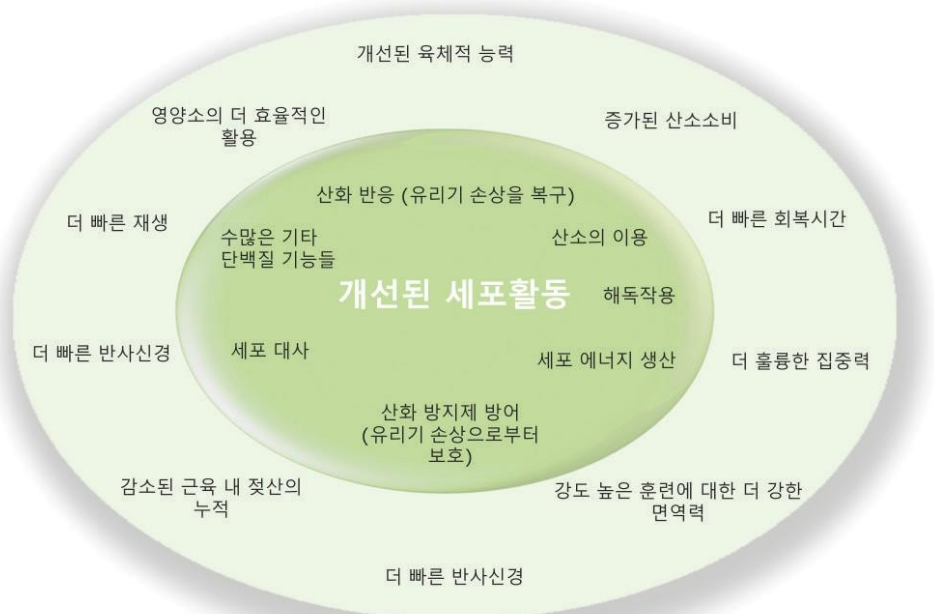 개선된 육체적 능력
영양소의 더 효율적인
활용
증가된 산소소비
산화 반응 (유리기 손상을 복구)
더 빠른 재생
더 빠른 회복시간
수많은 기타
단백질 기능들
산소의 이용
개선된 세포활동
해독작용
더 빠른 반사신경
세포 대사
세포 에너지 생산
더 훌륭한 집중력
산화 방지제 방어
(유리기 손상으로부터
보호)
감소된 근육 내 젖산의
누적
강도 높은 훈련에 대한 더 강한
면역력
더 빠른 반사신경